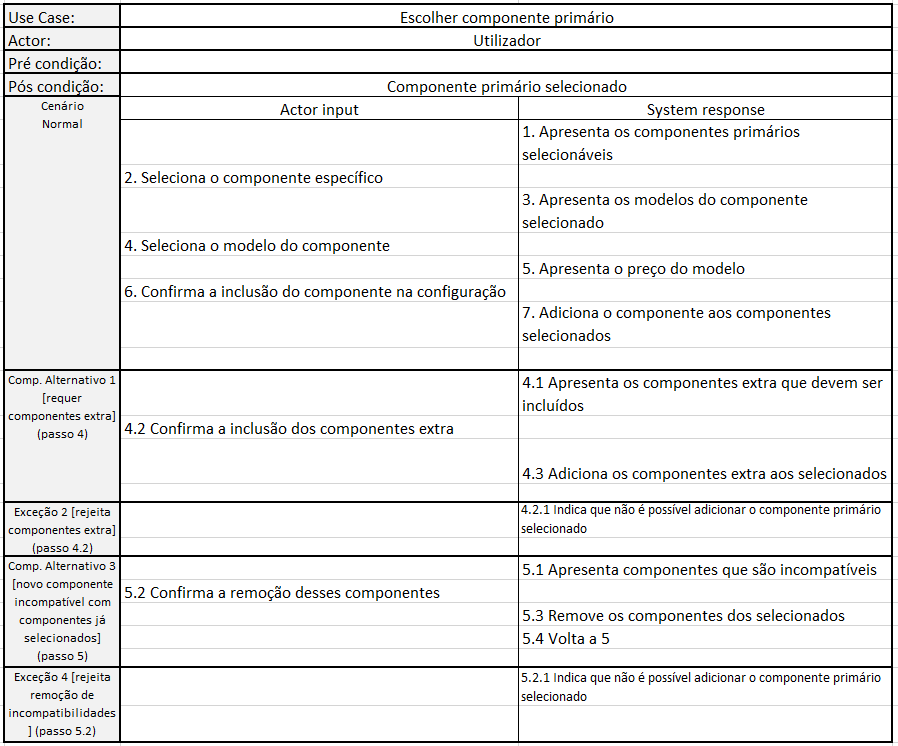 Use Case:
Escolher componente primário
Actor:
Utilizador
Pré condição:
Pós condição:
Componente primário selecionado
Cenário
Normal
Actor input
System response
1. Apresenta os componentes primários
selecionáveis
2. Seleciona o componente específico
3. Apresenta os modelos do componente
selecionado
4. Seleciona o modelo do componente
5. Apresenta o preço do modelo
6. Confirma a inclusão do componente na configuração
7. Adiciona o componente aos componentes
selecionados
Comp. Alternativo 1
[requer
componentes extra]
(passo 4)
4.1 Apresenta os componentes extra que devem ser
incluídos
4.2 Confirma a inclusão dos componentes extra
4.3 Adiciona os componentes extra aos selecionados
Exceção 2 [rejeita
componentes extra]
(passo 4.2)
4.2.1 Indica que não é possível adicionar o componente primário
selecionado
Comp. Alternativo 3
[novo componente
incompatível com
componentes já
selecionados]
(passo 5)
5.1 Apresenta componentes que são incompatíveis
5.2 Confirma a remoção desses componentes
5.3 Remove os componentes dos selecionados
5.4 Volta a 5
Exceção 4 [rejeita
remoção de
incompatibilidades
] (passo 5.2)
5.2.1 Indica que não é possível adicionar o componente primário
selecionado